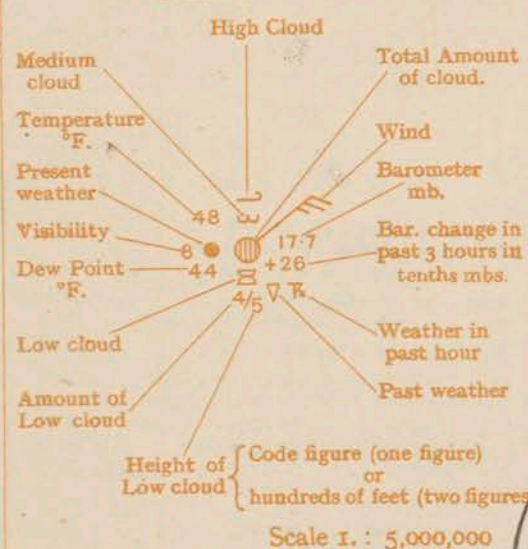 High Cloud
Medium
cloud
Total Amount
of cloud.
Temperature
°F.
Wind
Present
weather
Barometer
mb.
48
Visibility
8
17·7
Bar. change in
past 3 hours in
tenths mbs.
Dew Point
°F.
44
+26
4/5
Low cloud
Weather in
past hour
Amount of
Low cloud
Past weather
Height of
Low cloud
Code figure (one figure)
or
hundreds of feet (two figures
Scale 1. : 5,000,000